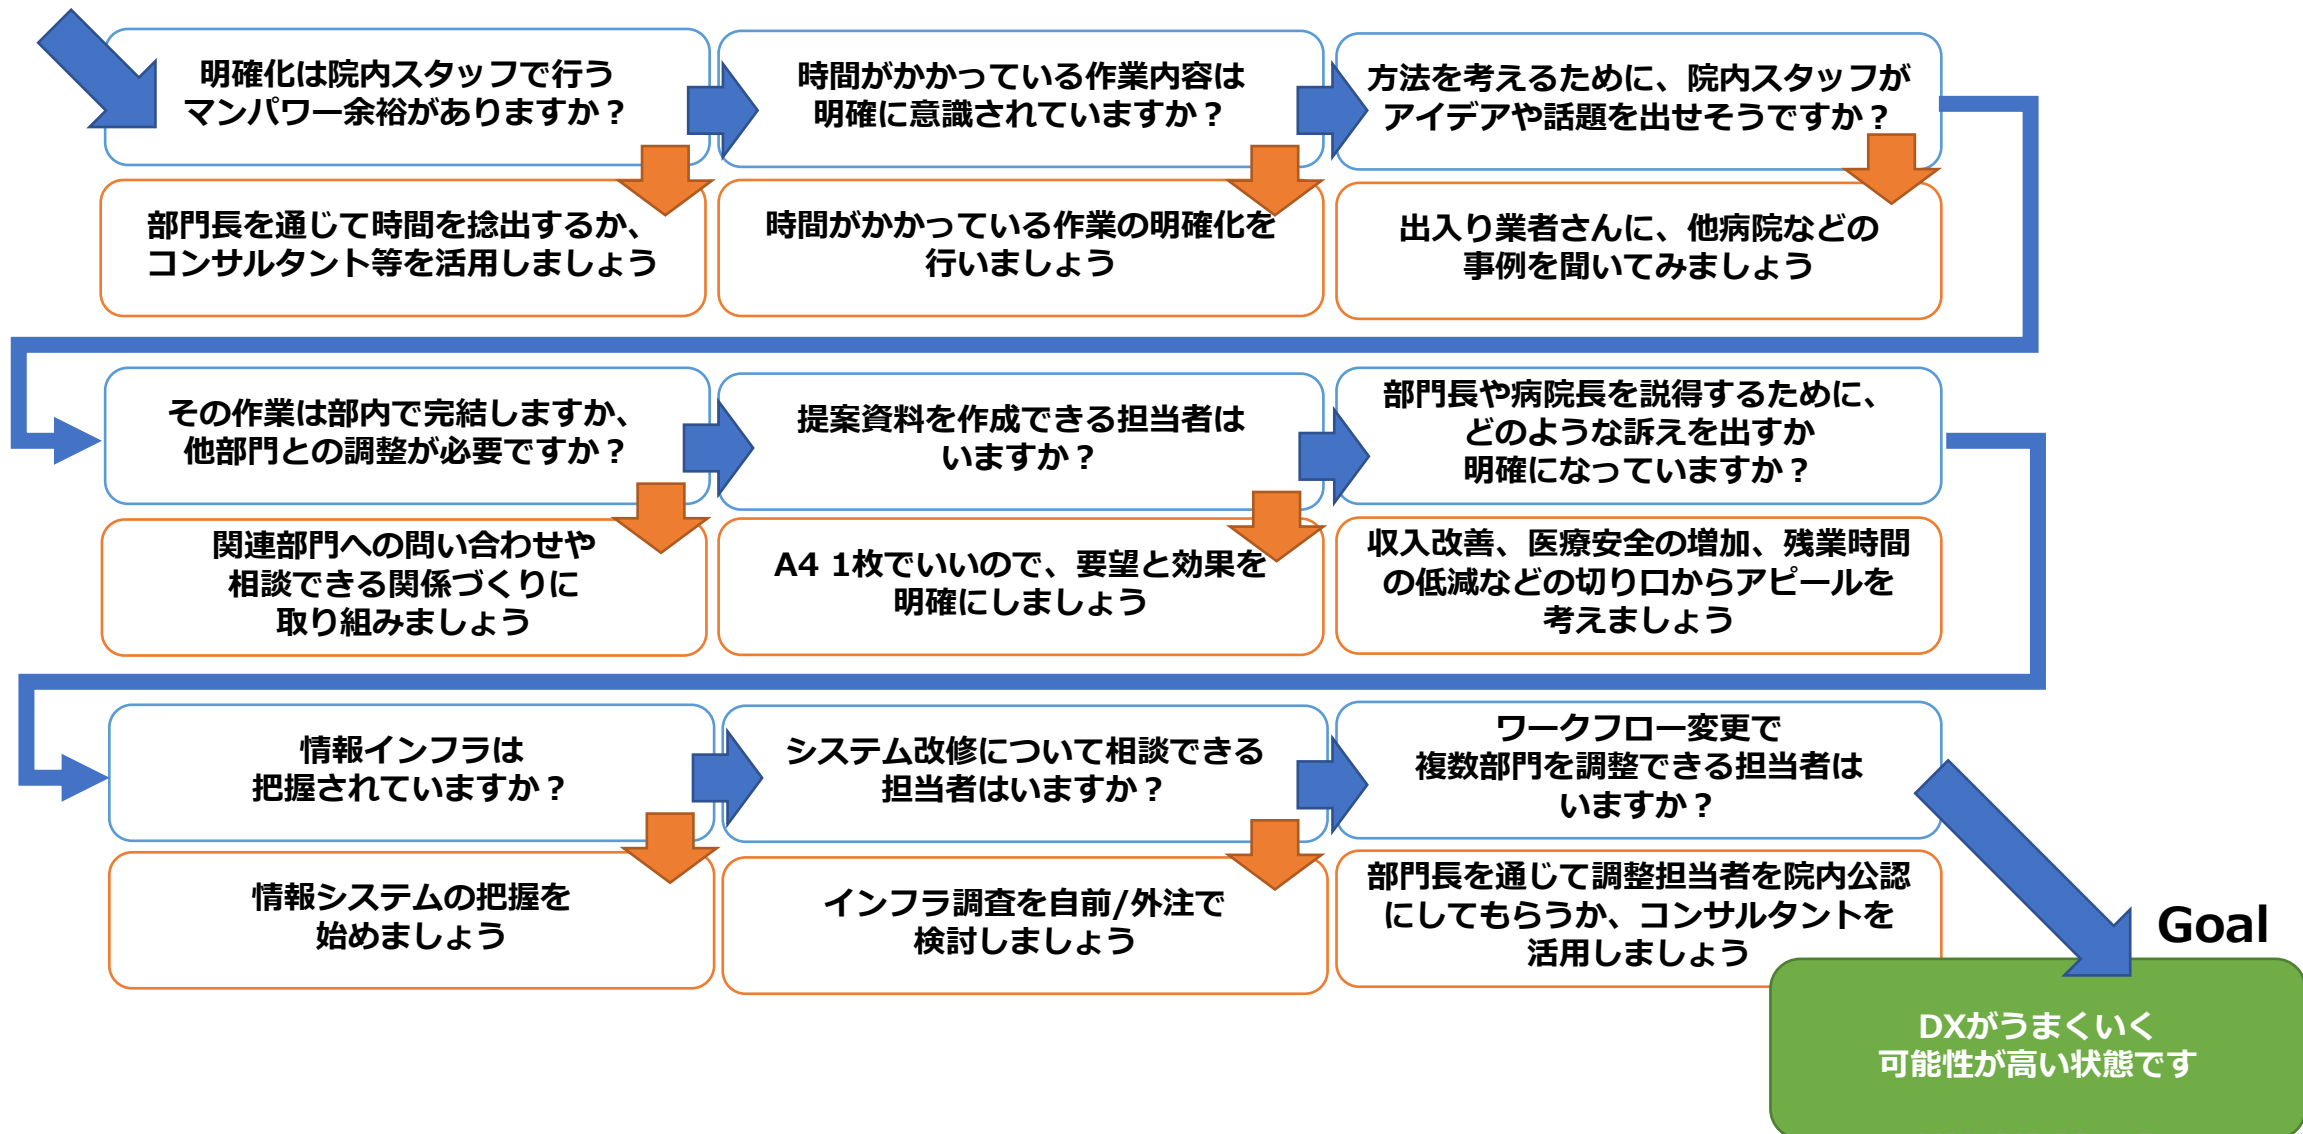 明確化は院内スタッフで行う
マンパワー余裕がありますか？
時間がかかっている作業内容は
明確に意識されていますか？
方法を考えるために、院内スタッフが
アイデアや話題を出せそうですか？
部門長を通じて時間を捻出するか、
コンサルタント等を活用しましょう
時間がかかっている作業の明確化を
行いましょう
出入り業者さんに、他病院などの
事例を聞いてみましょう
その作業は部内で完結しますか、
他部門との調整が必要ですか？
提案資料を作成できる担当者は
いますか？
部門長や病院長を説得するために、
どのような訴えを出すか
明確になっていますか？
関連部門への問い合わせや
相談できる関係づくりに
取り組みましょう
A4 1枚でいいので、要望と効果を
明確にしましょう
収入改善、医療安全の増加、残業時間
の低減などの切り口からアピールを
考えましょう
情報インフラは
把握されていますか？
システム改修について相談できる
担当者はいますか？
ワークフロー変更で
複数部門を調整できる担当者は
いますか？
情報システムの把握を
始めましょう
インフラ調査を自前/外注で
検討しましょう
部門長を通じて調整担当者を院内公認
にしてもらうか、コンサルタントを
活用しましょう
Goal
DXがうまくいく
可能性が高い状態です